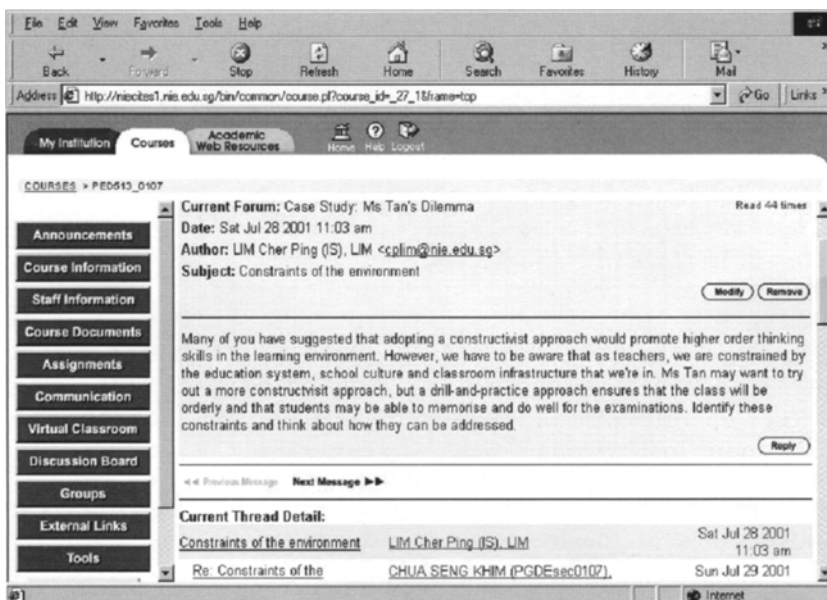 File Edit View Favorites Tools Help
Back Forward Stop Refresh Home Search Favorites History Mail
Address http://niecites1.nie.edu.sg/bin/common/course.pl?course_id=_27_1&frame=top Go Links
My Institution Courses Academic Web Resources Home Help Logout
COURSES > PED513_0107
Current Forum: Case Study: Ms Tan's Dilemma Read 44 times
Date: Sat Jul 28 2001 11:03 am
Author: LIM Cher Ping (IS), LIM <cplim@nie.edu.sg>
Subject: Constraints of the environment
Modify Remove
Announcements
Course Information
Staff Information
Course Documents
Assignments
Communication
Virtual Classroom
Discussion Board
Groups
External Links
Tools
Many of you have suggested that adopting a constructivist approach would promote higher order thinking
skills in the learning environment. However, we have to be aware that as teachers, we are constrained by
the education system, school culture and classroom infrastructure that we're in. Ms Tan may want to try
out a more constructvisit approach, but a drill-and-practice approach ensures that the class will be
orderly and that students may be able to memorise and do well for the examinations. Identify these
constraints and think about how they can be addressed.
Reply
Previous Message Next Message
Current Thread Detail:
Constraints of the environment LIM Cher Ping (IS), LIM Sat Jul 28 2001
11:03 am
Re: Constraints of the CHUA SENG KHIM (PGDEsec0107), Sun Jul 29 2001
Internet